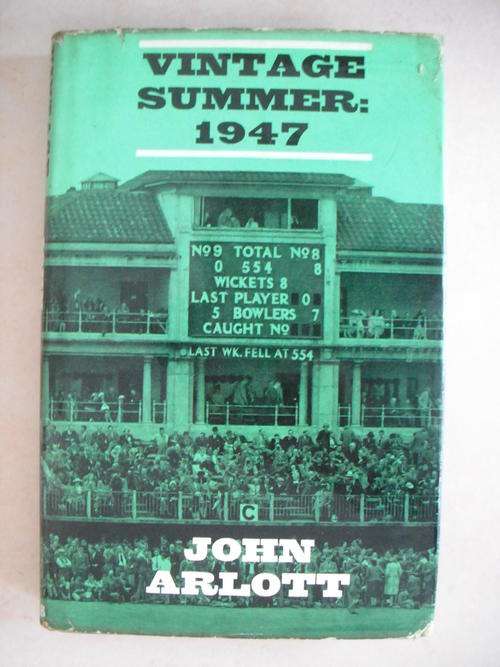 VINTAGE
SUMMER:
1947
No9 TOTAL No8
0 554 8
WICKETS 8
LAST PLAYER 0
5 BOWLERS 7
CAUGHT No
LAST WK. FELL AT 554
C
JOHN
ARLOTT